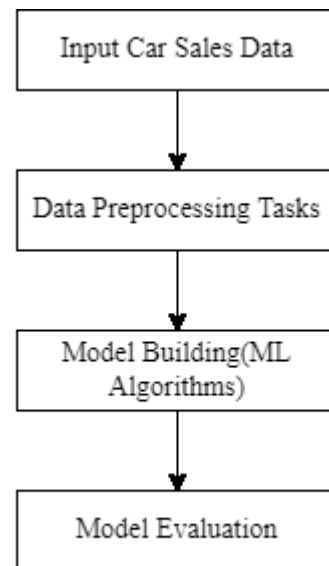 Input Car Sales Data
Data Preprocessing Tasks
Model Building(ML
Algorithms)
Model Evaluation